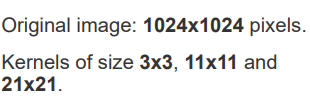 Original image: 1024x1024 pixels.
Kernels of size 3x3, 11x11 and
21x21.